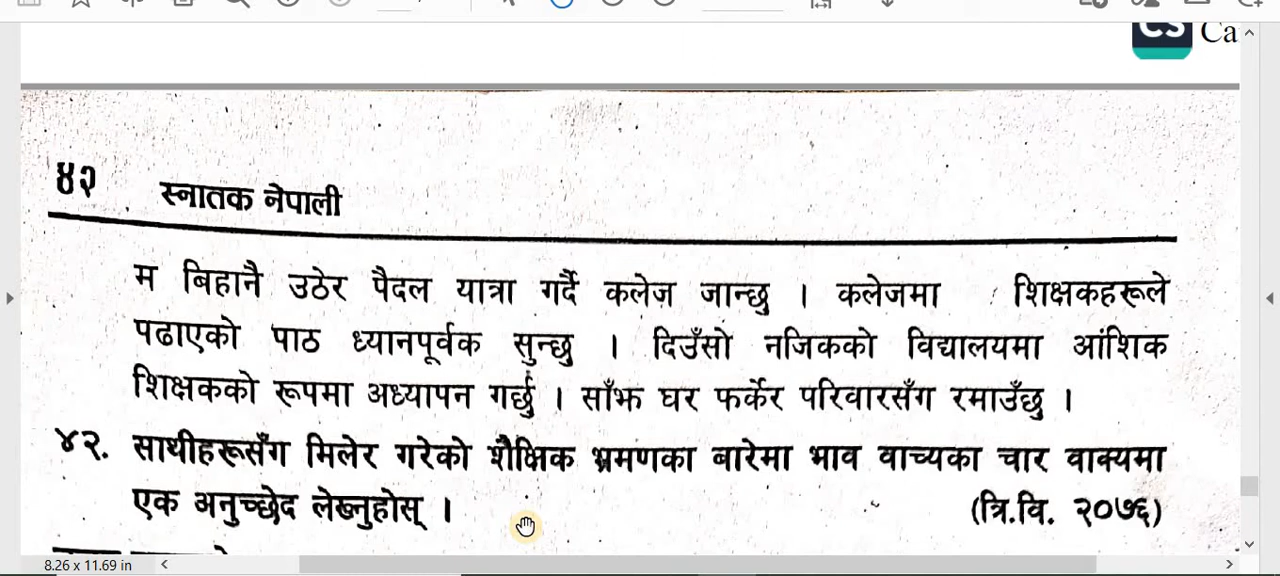 CS Ca
४२ स्नातक नेपाली
म बिहानै उठेर पैदल यात्रा गर्दै कलेज जान्छु । कलेजमा शिक्षकहरूले
पढाएको पाठ ध्यानपूर्वक सुन्छु । दिउँसो नजिकको विद्यालयमा आंशिक
शिक्षकको रूपमा अध्यापन गर्छु । साँझ घर फर्केर परिवारसँग रमाउँछु ।
४२. साथीहरूसँग मिलेर गरेको शैक्षिक भ्रमणका बारेमा भाव वाच्यका चार वाक्यमा
एक अनुच्छेद लेख्नुहोस् । (त्रि.वि. २०७६)
8.26 x 11.69 in